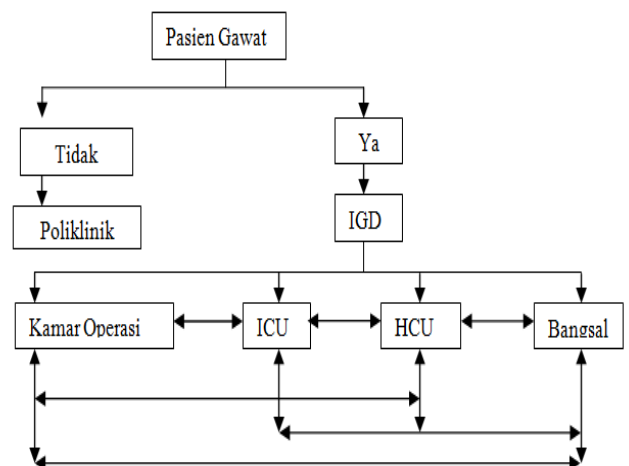 Pasien Gawat
Tidak
Ya
Poliklinik
IGD
Kamar Operasi
ICU
HCU
Bangsal